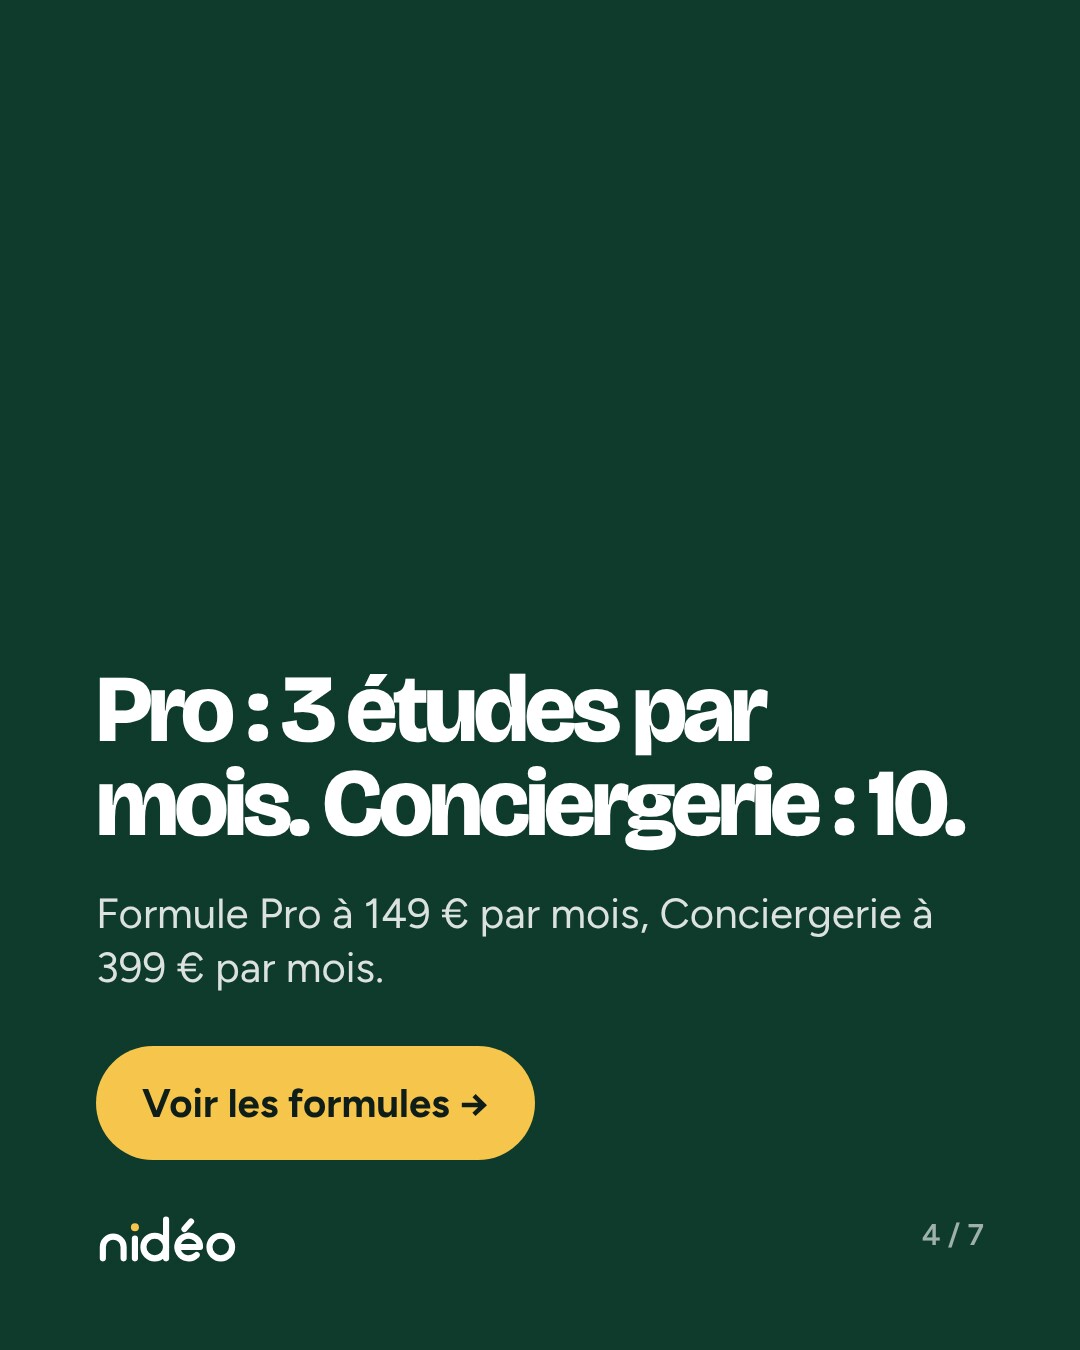 Pro : 3 études par
mois. Conciergerie : 10.
Formule Pro à 149 € par mois, Conciergerie à
399 € par mois.
Voir les formules →
nidéo
4 / 7